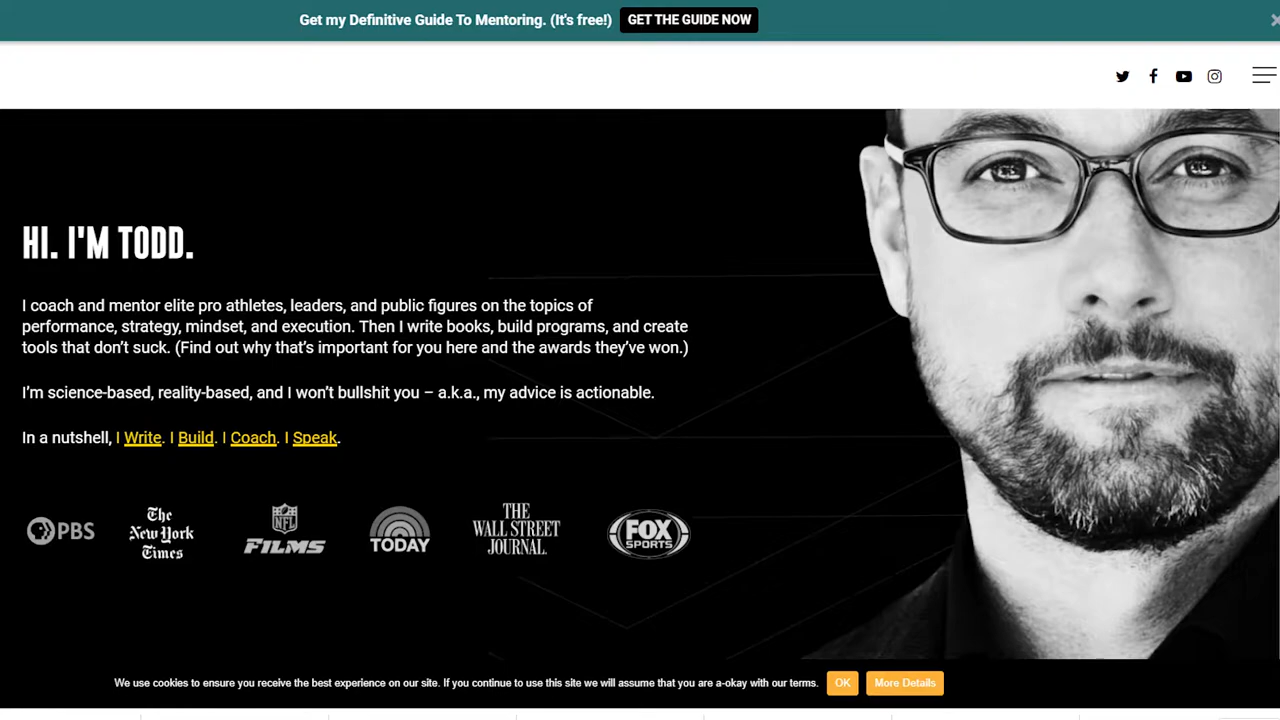 Get my Definitive Guide To Mentoring. (It's free!) GET THE GUIDE NOW
HI. I'M TODD.
I coach and mentor elite pro athletes, leaders, and public figures on the topics of
performance, strategy, mindset, and execution. Then I write books, build programs, and create
tools that don’t suck. (Find out why that’s important for you here and the awards they’ve won.)
I’m science-based, reality-based, and I won’t bullshit you – a.k.a., my advice is actionable.
In a nutshell, I Write. I Build. I Coach. I Speak.
PBS
The
New York
Times
NFL
FILMS
TODAY
THE
WALL STREET
JOURNAL.
FOX
SPORTS
We use cookies to ensure you receive the best experience on our site. If you continue to use this site we will assume that you are a-okay with our terms. OK More Details